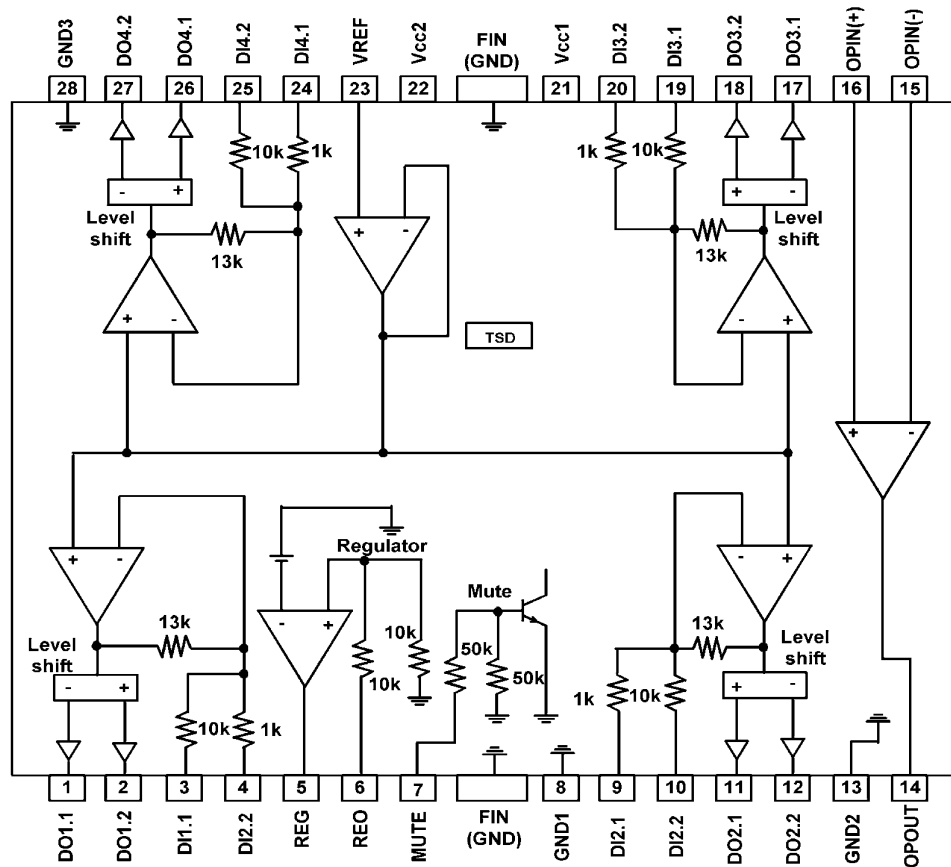 GND3
DO4.2
DO4.1
DI4.2
DI4.1
VREF
Vcc2
FIN
(GND)
Vcc1
DI3.2
DI3.1
DO3.2
DO3.1
OPIN(+)
OPIN(-)
28 27 26 25 24 23 22 21 20 19 18 17 16 15
10k 1k 1k 10k
- + + -
Level
shift
13k
+ -
13k
Level
shift
+ -
- +
TSD
+ -
+ -
- +
Regulator
Mute
- +
Level
shift
13k
10k
50k
13k
Level
shift
- +
10k
50k
+ -
10k 1k
1k 10k
1 2 3 4 5 6 7 8 9 10 11 12 13 14
DO1.1
DO1.2
DI1.1
DI2.2
REG
REO
MUTE
FIN
(GND)
GND1
DI2.1
DI2.2
DO2.1
DO2.2
GND2
OPOUT